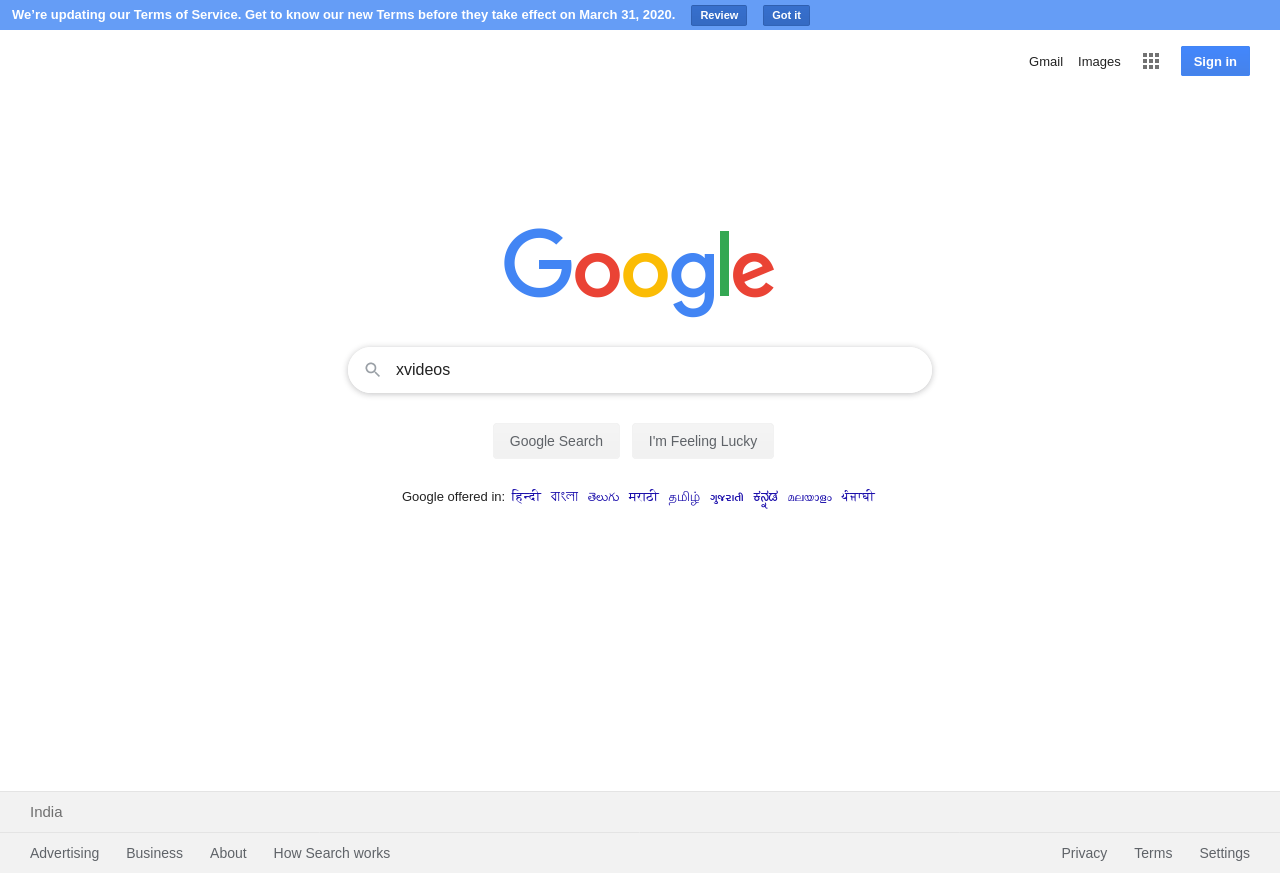 We’re updating our Terms of Service. Get to know our new Terms before they take effect on March 31, 2020. Review Got it
Gmail Images Sign in
Google
xvideos
Google Search I'm Feeling Lucky
Google offered in: हिन्दी বাংলা తెలుగు मराठी தமிழ் ગુજરાતી ಕನ್ನಡ മലയാളം ਪੰਜਾਬੀ
India
Advertising Business About How Search works Privacy Terms Settings